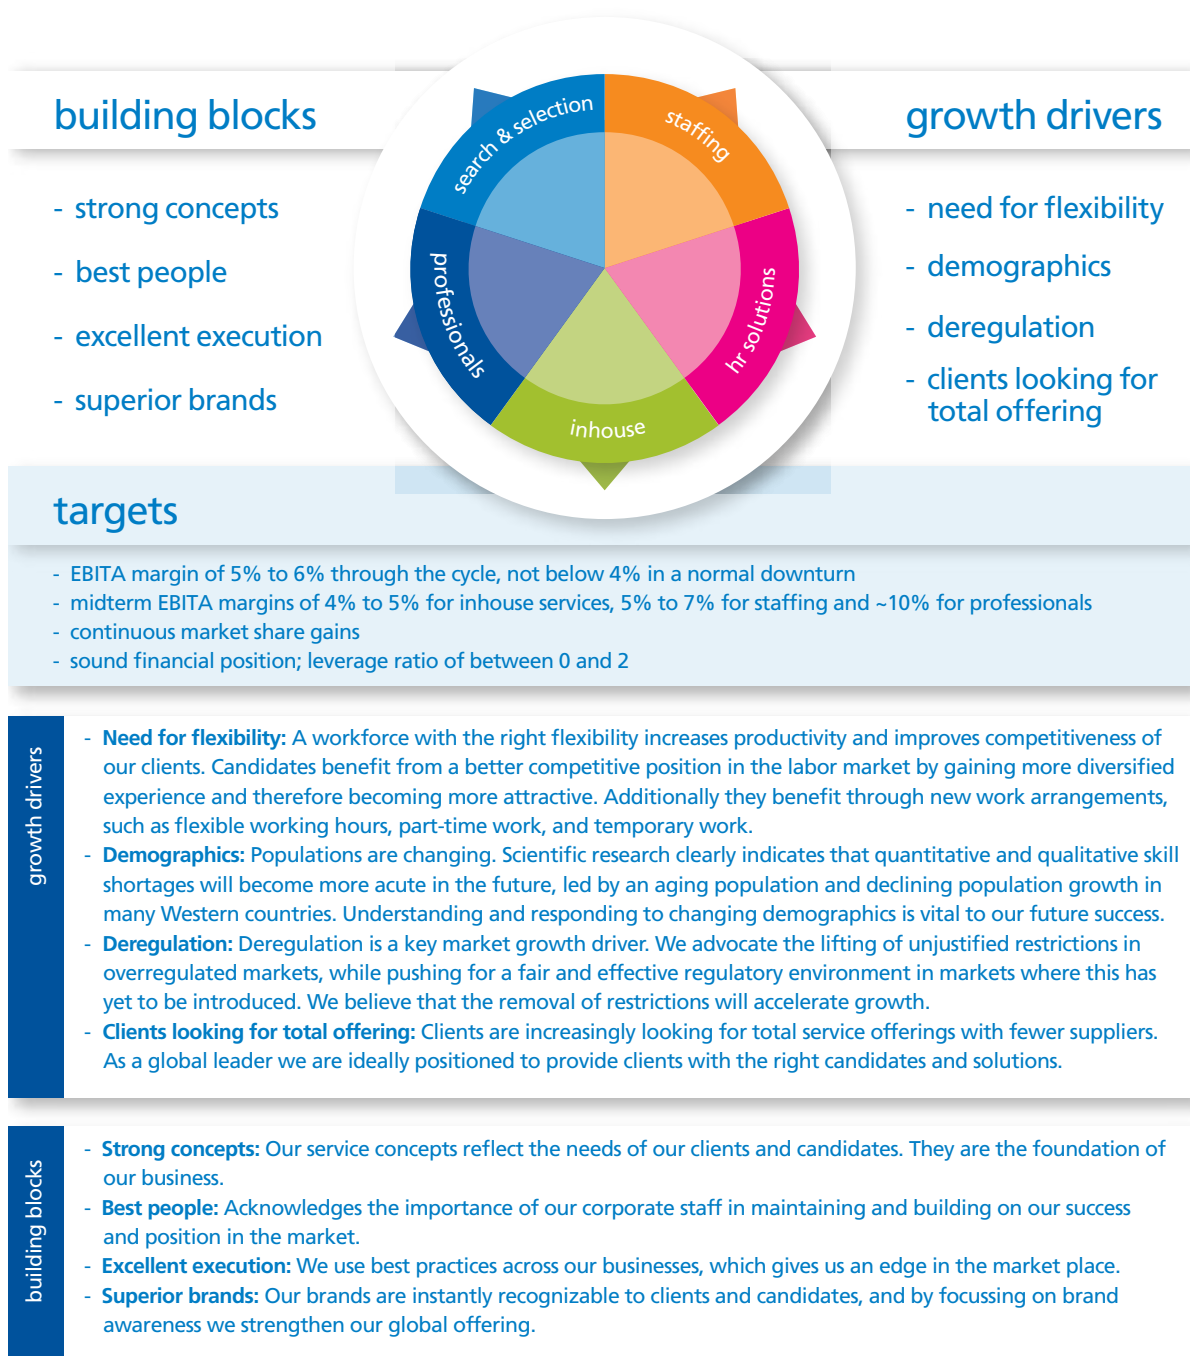 building blocks
- strong concepts
- best people
- excellent execution
- superior brands
search & selection
staffing
professionals
hr solutions
inhouse
growth drivers
- need for flexibility
- demographics
- deregulation
- clients looking for
total offering
targets
- EBITA margin of 5% to 6% through the cycle, not below 4% in a normal downturn
- midterm EBITA margins of 4% to 5% for inhouse services, 5% to 7% for staffing and ~10% for professionals
- continuous market share gains
- sound financial position; leverage ratio of between 0 and 2
growth drivers
- Need for flexibility: A workforce with the right flexibility increases productivity and improves competitiveness of
our clients. Candidates benefit from a better competitive position in the labor market by gaining more diversified
experience and therefore becoming more attractive. Additionally they benefit through new work arrangements,
such as flexible working hours, part-time work, and temporary work.
- Demographics: Populations are changing. Scientific research clearly indicates that quantitative and qualitative skill
shortages will become more acute in the future, led by an aging population and declining population growth in
many Western countries. Understanding and responding to changing demographics is vital to our future success.
- Deregulation: Deregulation is a key market growth driver. We advocate the lifting of unjustified restrictions in
overregulated markets, while pushing for a fair and effective regulatory environment in markets where this has
yet to be introduced. We believe that the removal of restrictions will accelerate growth.
- Clients looking for total offering: Clients are increasingly looking for total service offerings with fewer suppliers.
As a global leader we are ideally positioned to provide clients with the right candidates and solutions.
building blocks
- Strong concepts: Our service concepts reflect the needs of our clients and candidates. They are the foundation of
our business.
- Best people: Acknowledges the importance of our corporate staff in maintaining and building on our success
and position in the market.
- Excellent execution: We use best practices across our businesses, which gives us an edge in the market place.
- Superior brands: Our brands are instantly recognizable to clients and candidates, and by focussing on brand
awareness we strengthen our global offering.